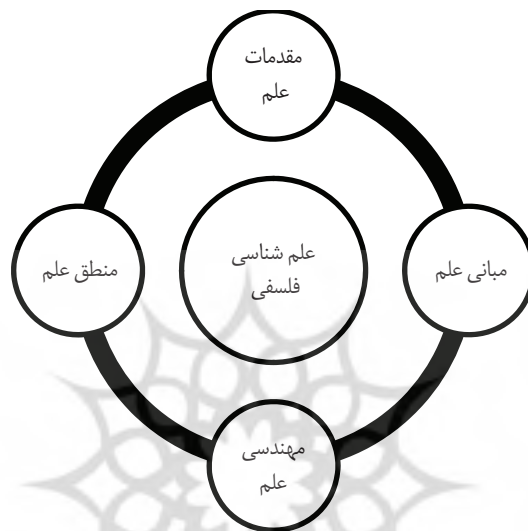 مقدمات
علم
مبانی علم
علم شناسی
فلسفی
منطق علم
مهندسی
علم